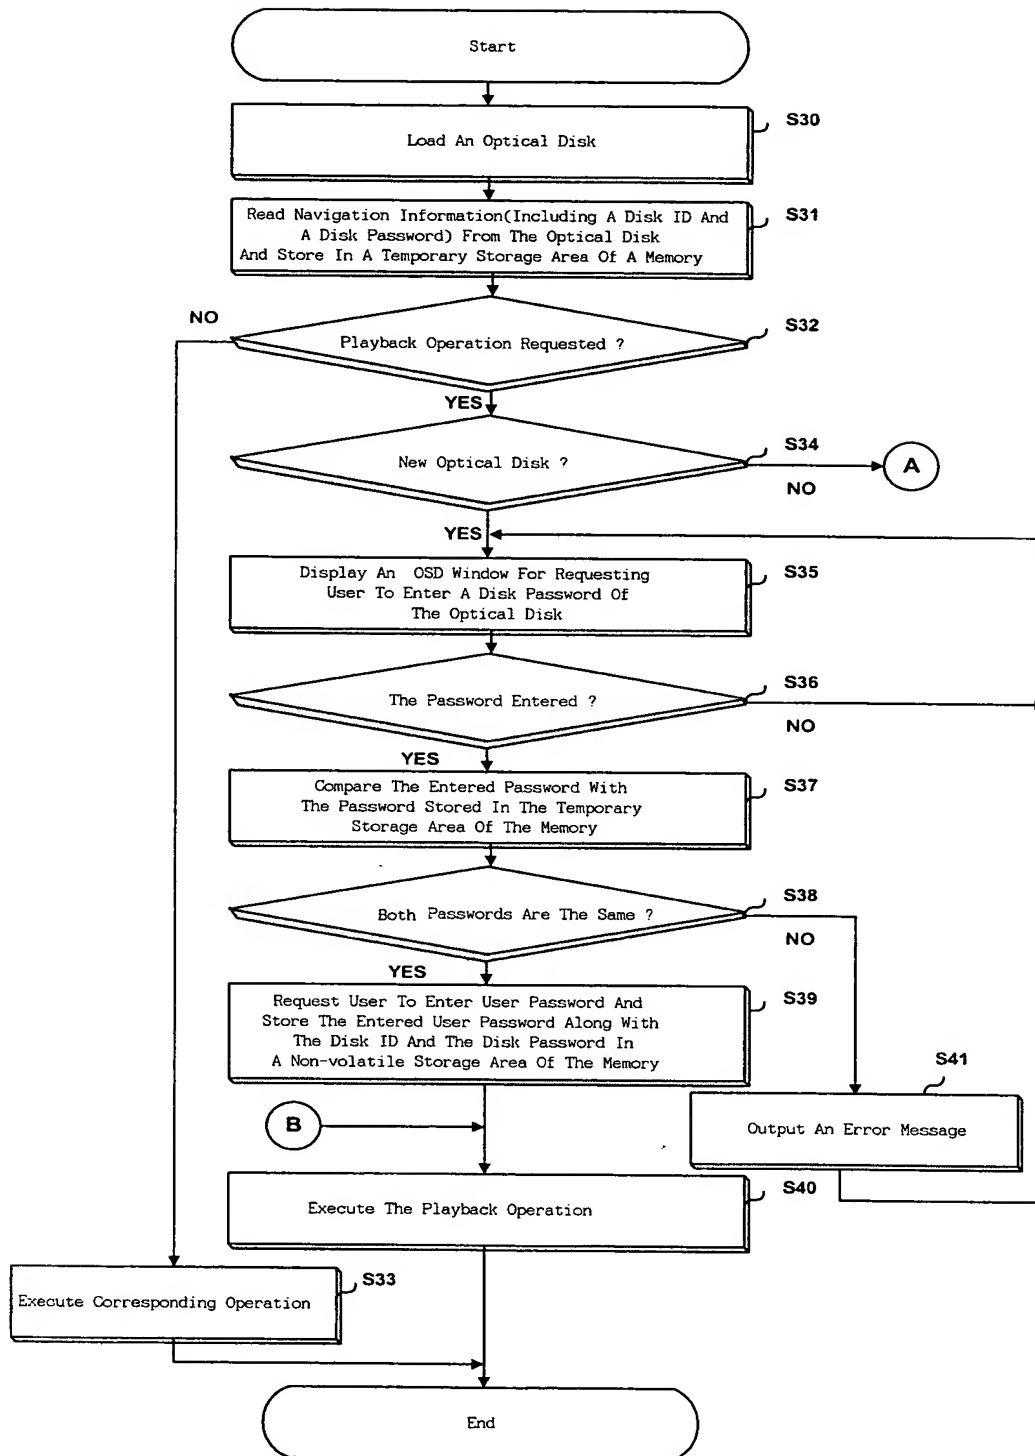 Start
S30
Load An Optical Disk
S31
Read Navigation Information(Including A Disk ID And
A Disk Password) From The Optical Disk
And Store In A Temporary Storage Area Of A Memory
NO
S32
Playback Operation Requested ?
YES
S34
New Optical Disk ?
A
NO
YES
S35
Display An OSD Window For Requesting
User To Enter A Disk Password Of
The Optical Disk
S36
The Password Entered ?
NO
YES
S37
Compare The Entered Password With
The Password Stored In The Temporary
Storage Area Of The Memory
S38
Both Passwords Are The Same ?
NO
YES
S39
Request User To Enter User Password And
Store The Entered User Password Along With
The Disk ID And The Disk Password In
A Non-volatile Storage Area Of The Memory
S41
B
Output An Error Message
S40
Execute The Playback Operation
S33
Execute Corresponding Operation
End